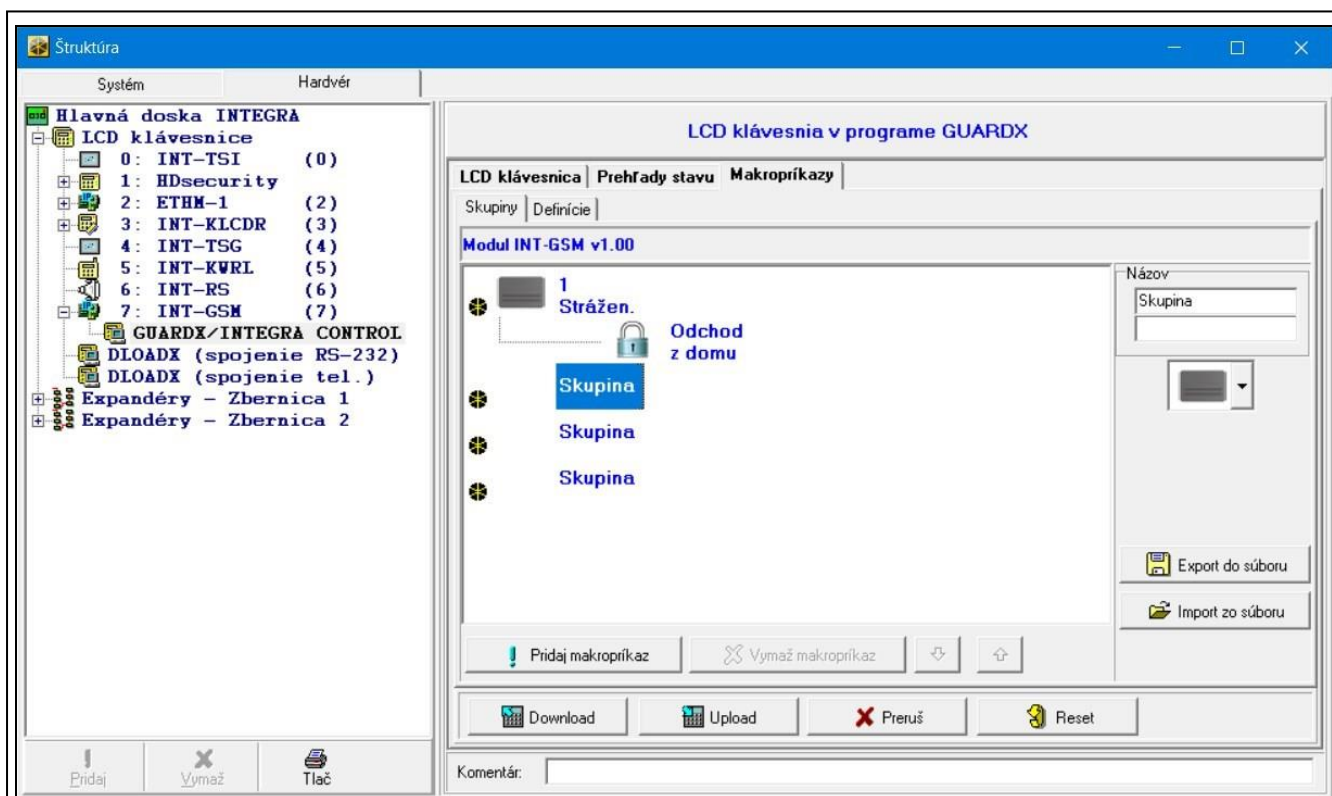 Štruktúra
Systém Hardvér
Hlavná doska INTEGRA
LCD klávesnice
0: INT-TSI (0)
1: HDsecurity
2: ETHM-1 (2)
3: INT-KLCDR (3)
4: INT-TSG (4)
5: INT-KWRL (5)
6: INT-RS (6)
7: INT-GSM (7)
GUARDX/INTEGRA CONTROL
DLOADX (spojenie RS-232)
DLOADX (spojenie tel.)
Expandéry - Zbernica 1
Expandéry - Zbernica 2
Pridaj Vymaž Tlač
LCD klávesnia v programe GUARDX
LCD klávesnica Prehľady stavu Makropríkazy
Skupiny Definície
Modul INT-GSM v1.00
1
Strážen.
Odchod
z domu
Skupina
Skupina
Skupina
Názov
Skupina
Export do súboru
Import zo súboru
Pridaj makropríkaz Vymaž makropríkaz
Download Upload Preruš Reset
Komentár: